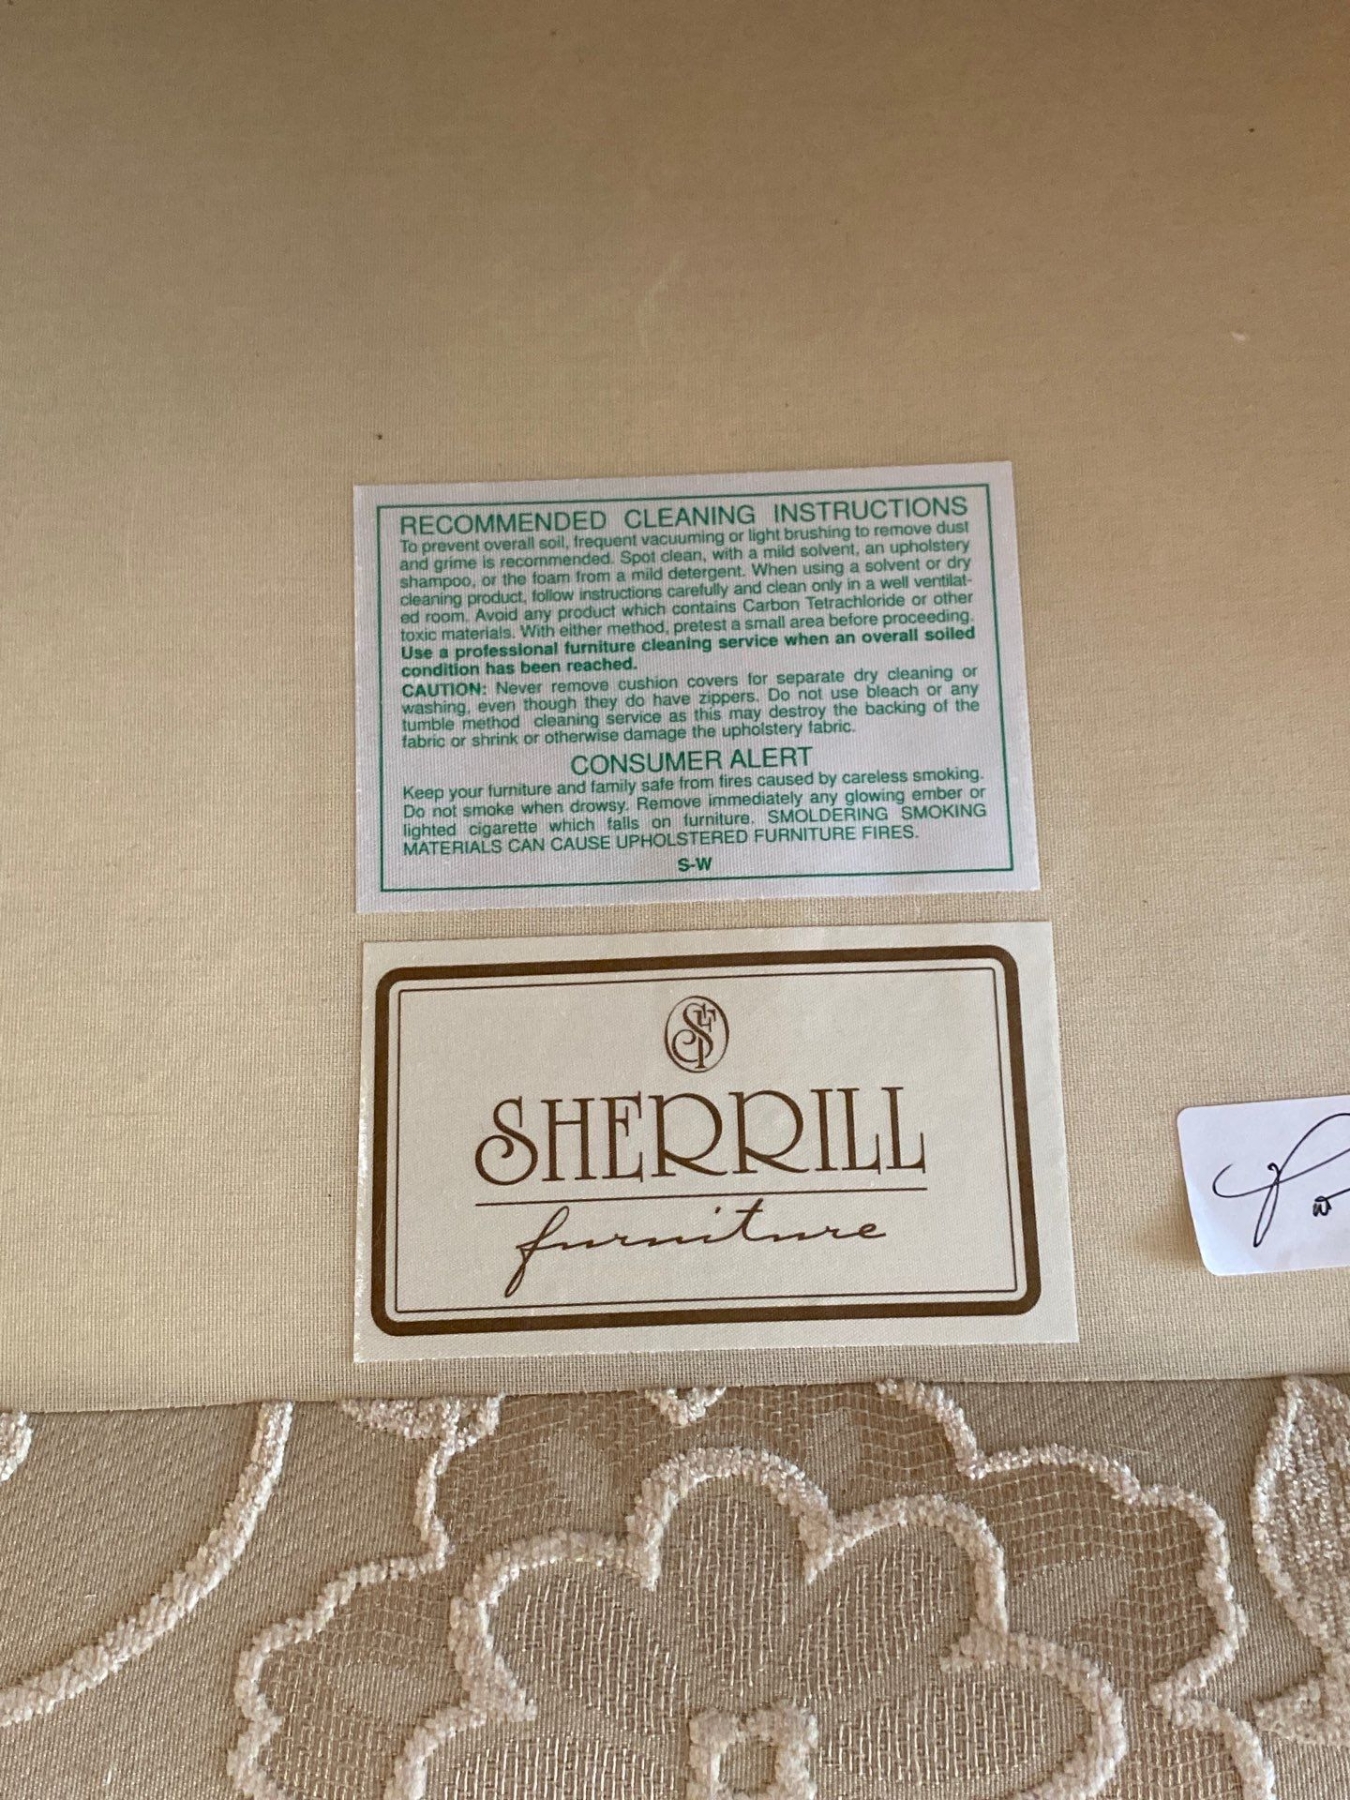 RECOMMENDED CLEANING INSTRUCTIONS
To prevent overall soil, frequent vacuuming or light brushing to remove dust
and grime is recommended. Spot clean, with a mild solvent, an upholstery
shampoo, or the foam from a mild detergent. When using a solvent or dry
cleaning product, follow instructions carefully and clean only in a well ventilat-
ed room. Avoid any product which contains Carbon Tetrachloride or other
toxic materials. With either method, pretest a small area before proceeding.
Use a professional furniture cleaning service when an overall soiled
condition has been reached.
CAUTION: Never remove cushion covers for separate dry cleaning or
washing, even though they do have zippers. Do not use bleach or any
tumble method cleaning service as this may destroy the backing of the
fabric or shrink or otherwise damage the upholstery fabric.
CONSUMER ALERT
Keep your furniture and family safe from fires caused by careless smoking.
Do not smoke when drowsy. Remove immediately any glowing ember or
lighted cigarette which falls on furniture. SMOLDERING SMOKING
MATERIALS CAN CAUSE UPHOLSTERED FURNITURE FIRES.
S-W
SF
SHERRILL
furniture